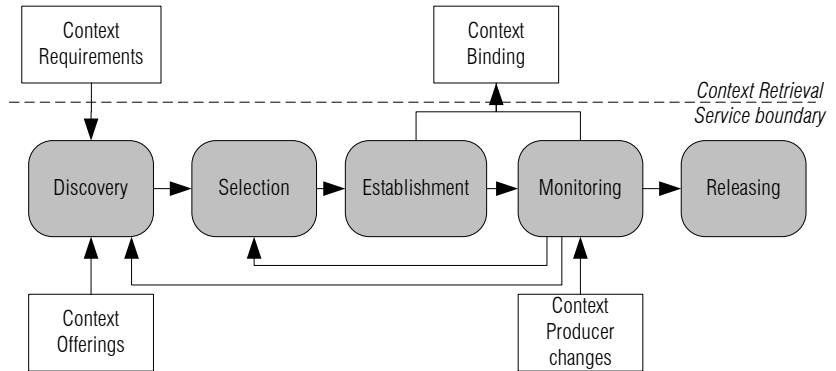 Context
Requirements
Context
Binding
Context Retrieval
Service boundary
Discovery
Selection
Establishment
Monitoring
Releasing
Context
Offerings
Context
Producer
changes